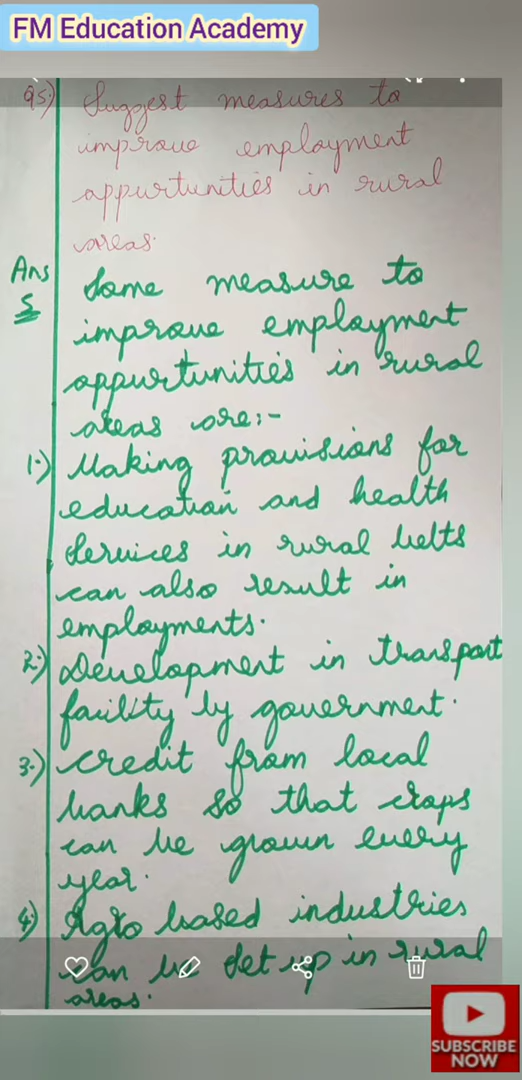 FM Education Academy
Q5) Suggest measures to
improve employment
oppurtunities in rural
areas.
Ans
5 Some measure to
improve employment
oppurtunities in rural
areas are:-
1.) Making provisions for
education and health
services in rural belts
can also result in
employments.
2.) Development in transport
facility by government.
3.) Credit from local
banks so that crops
can be grown every
year.
4.) Agro based industries
can be set up in rural
areas.
SUBSCRIBE
NOW